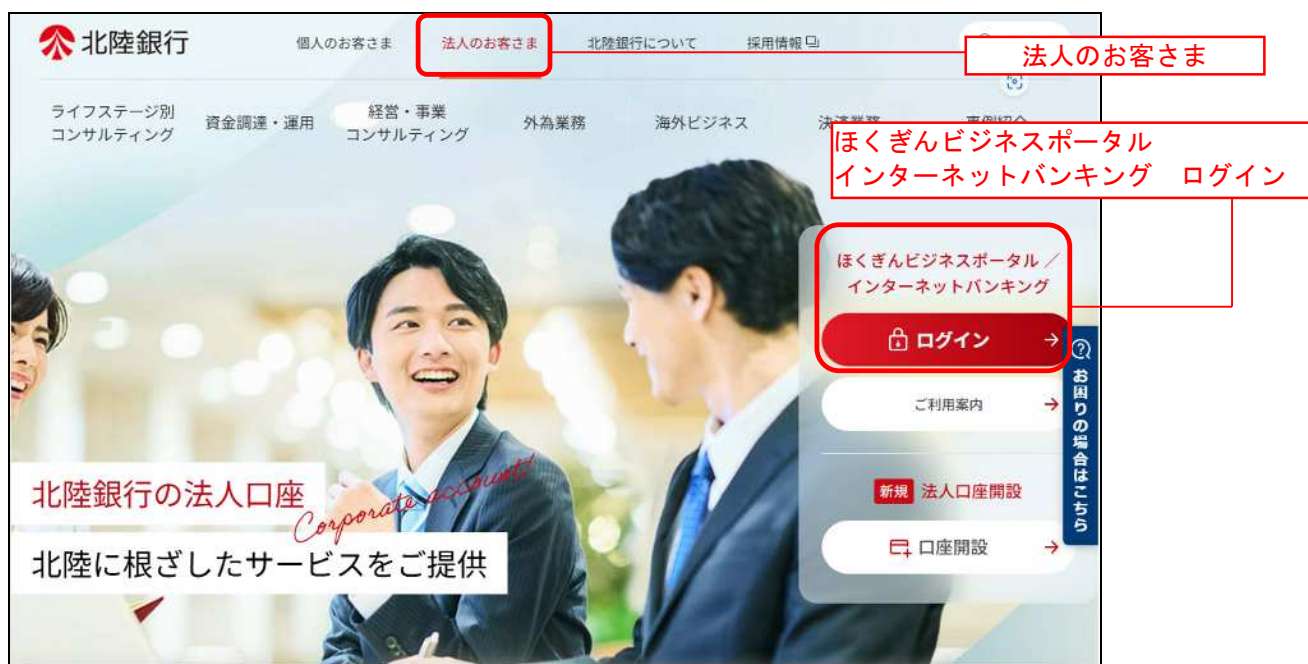 北陸銀行
個人のお客さま
法人のお客さま
北陸銀行について
採用情報
法人のお客さま
ライフステージ別
コンサルティング
資金調達・運用
経営・事業
コンサルティング
外為業務
海外ビジネス
ほくぎんビジネスポータル
インターネットバンキング　ログイン
ほくぎんビジネスポータル／
インターネットバンキング
ログイン
ご利用案内
お困りの場合はこちら
新規 法人口座開設
口座開設
北陸銀行の法人口座
Corporate account!
北陸に根ざしたサービスをご提供